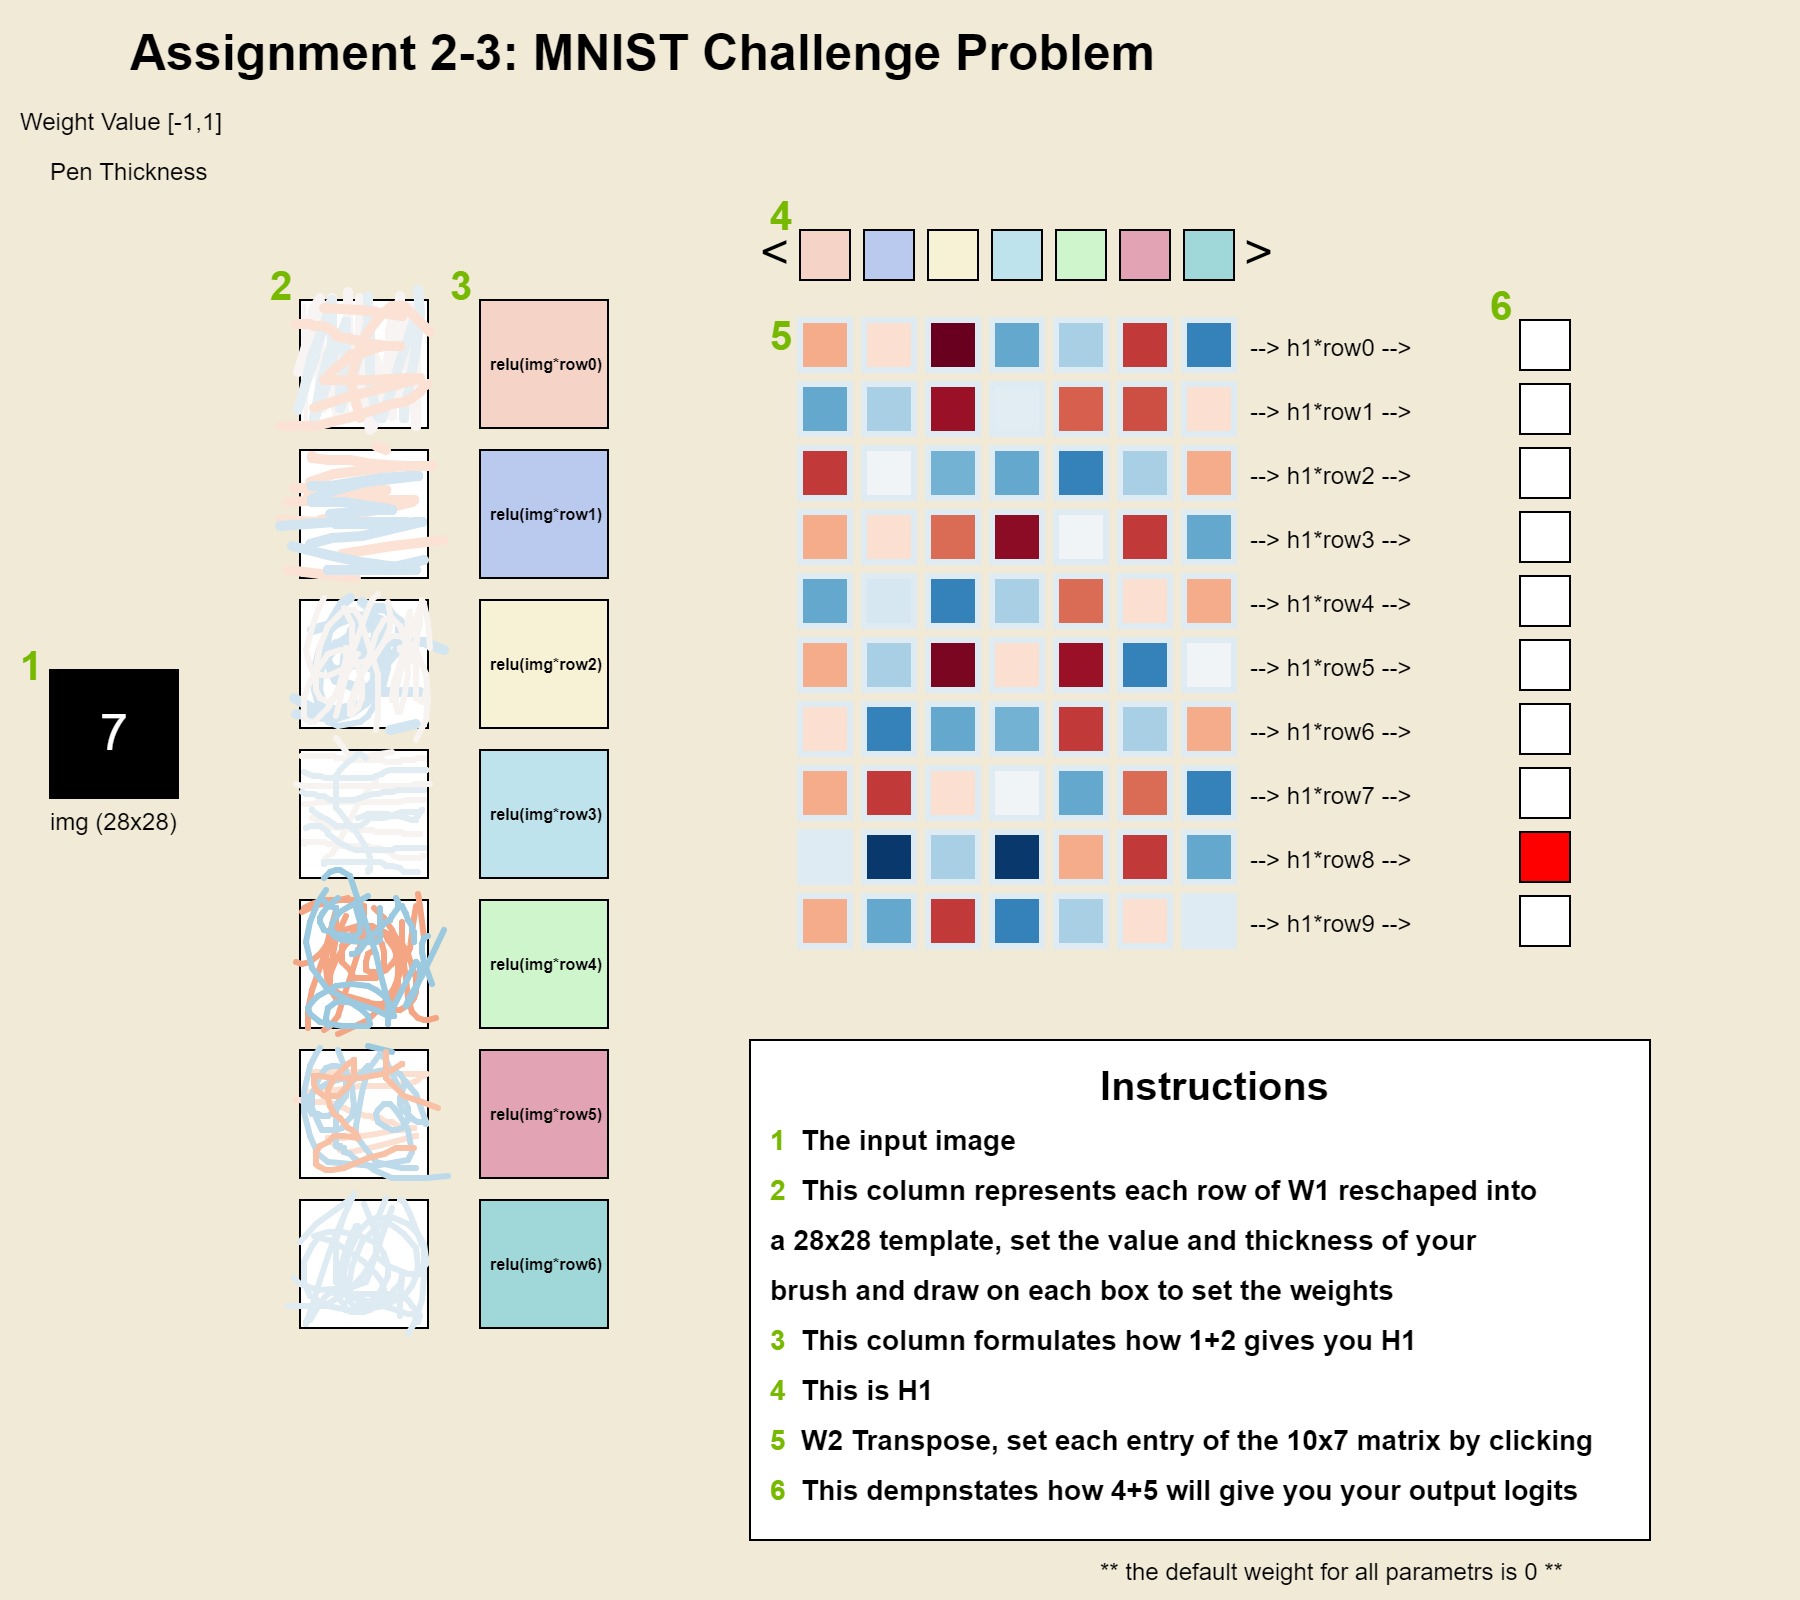 Assignment 2-3: MNIST Challenge Problem
Weight Value [-1,1]
Pen Thickness
1
7
img (28x28)
2
3
relu(img*row0)
relu(img*row1)
relu(img*row2)
relu(img*row3)
relu(img*row4)
relu(img*row5)
relu(img*row6)
4
< >
5
--> h1*row0 -->
--> h1*row1 -->
--> h1*row2 -->
--> h1*row3 -->
--> h1*row4 -->
--> h1*row5 -->
--> h1*row6 -->
--> h1*row7 -->
--> h1*row8 -->
--> h1*row9 -->
6
Instructions
1 The input image
2 This column represents each row of W1 reschaped into
a 28x28 template, set the value and thickness of your
brush and draw on each box to set the weights
3 This column formulates how 1+2 gives you H1
4 This is H1
5 W2 Transpose, set each entry of the 10x7 matrix by clicking
6 This dempnstates how 4+5 will give you your output logits
** the default weight for all parametrs is 0 **